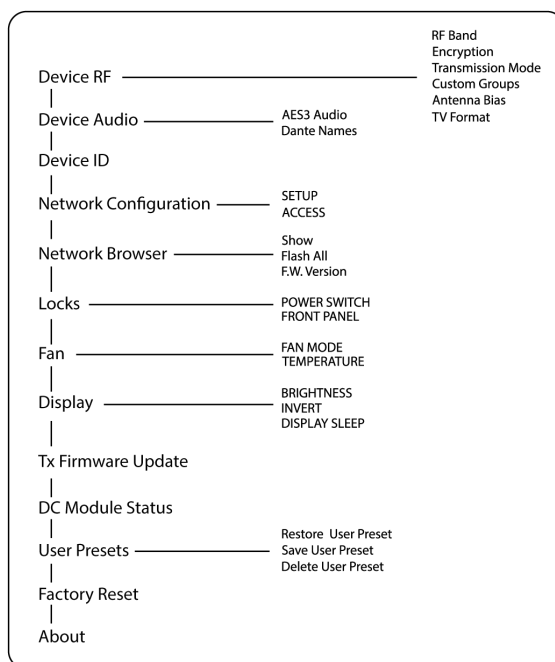 RF Band
Encryption
Transmission Mode
Custom Groups
Antenna Bias
TV Format
Device RF
Device Audio
AES3 Audio
Dante Names
Device ID
Network Configuration
SETUP
ACCESS
Network Browser
Show
Flash All
F.W. Version
Locks
POWER SWITCH
FRONT PANEL
Fan
FAN MODE
TEMPERATURE
Display
BRIGHTNESS
INVERT
DISPLAY SLEEP
Tx Firmware Update
DC Module Status
User Presets
Restore User Preset
Save User Preset
Delete User Preset
Factory Reset
About